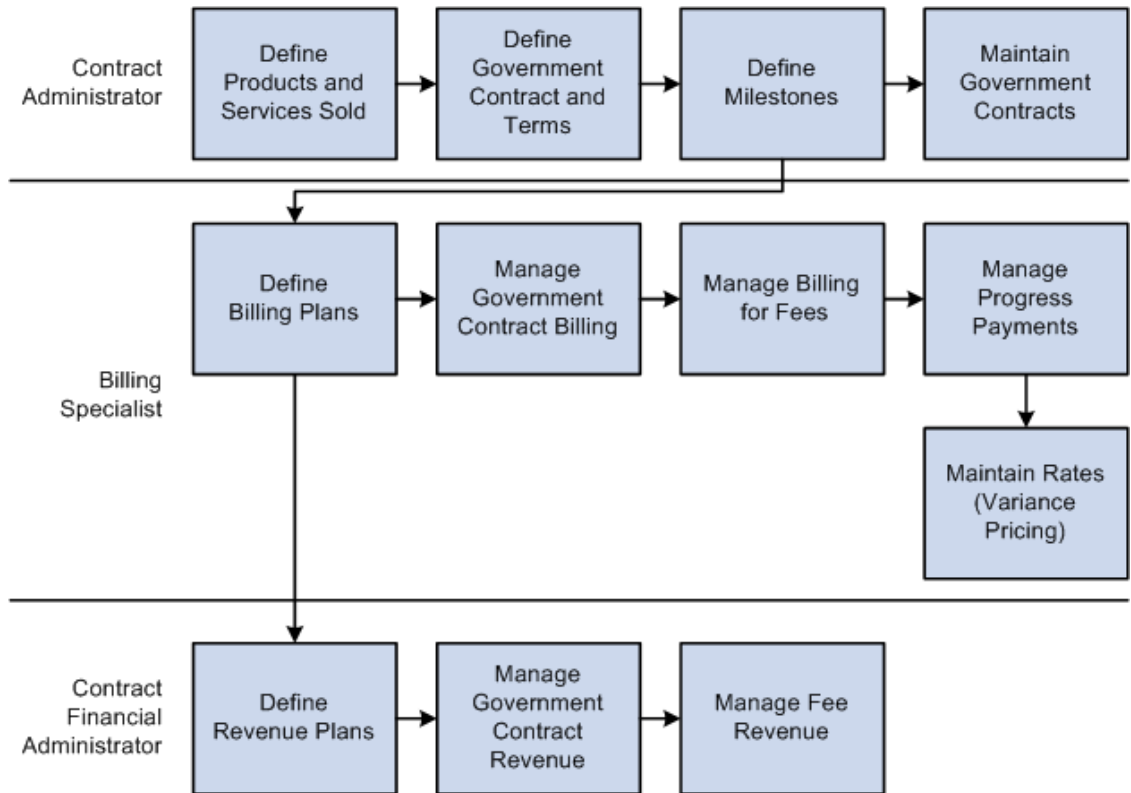 Contract
Administrator
Define
Products and
Services Sold
Define
Government
Contract and
Terms
Define
Milestones
Maintain
Government
Contracts
Billing
Specialist
Define
Billing Plans
Manage
Government
Contract Billing
Manage Billing
for Fees
Manage
Progress
Payments
Maintain Rates
(Variance
Pricing)
Contract
Financial
Administrator
Define
Revenue Plans
Manage
Government
Contract
Revenue
Manage Fee
Revenue